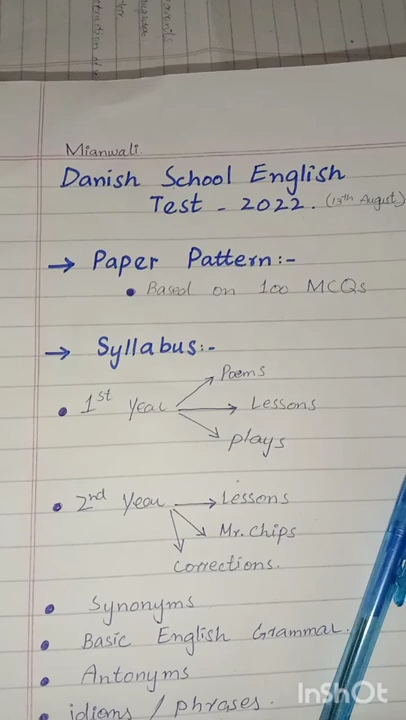 Mianwali
Danish School English
Test - 2022. (13th August)
→ Paper Pattern:-
• Based on 100 MCQs
→ Syllabus:-
• 1st Year → Poems
→ Lessons
→ plays
• 2nd Year → Lessons
→ Mr. Chips
→ Corrections.
• Synonyms
• Basic English Grammar.
• Antonyms
• idioms / phrases.
InShOt